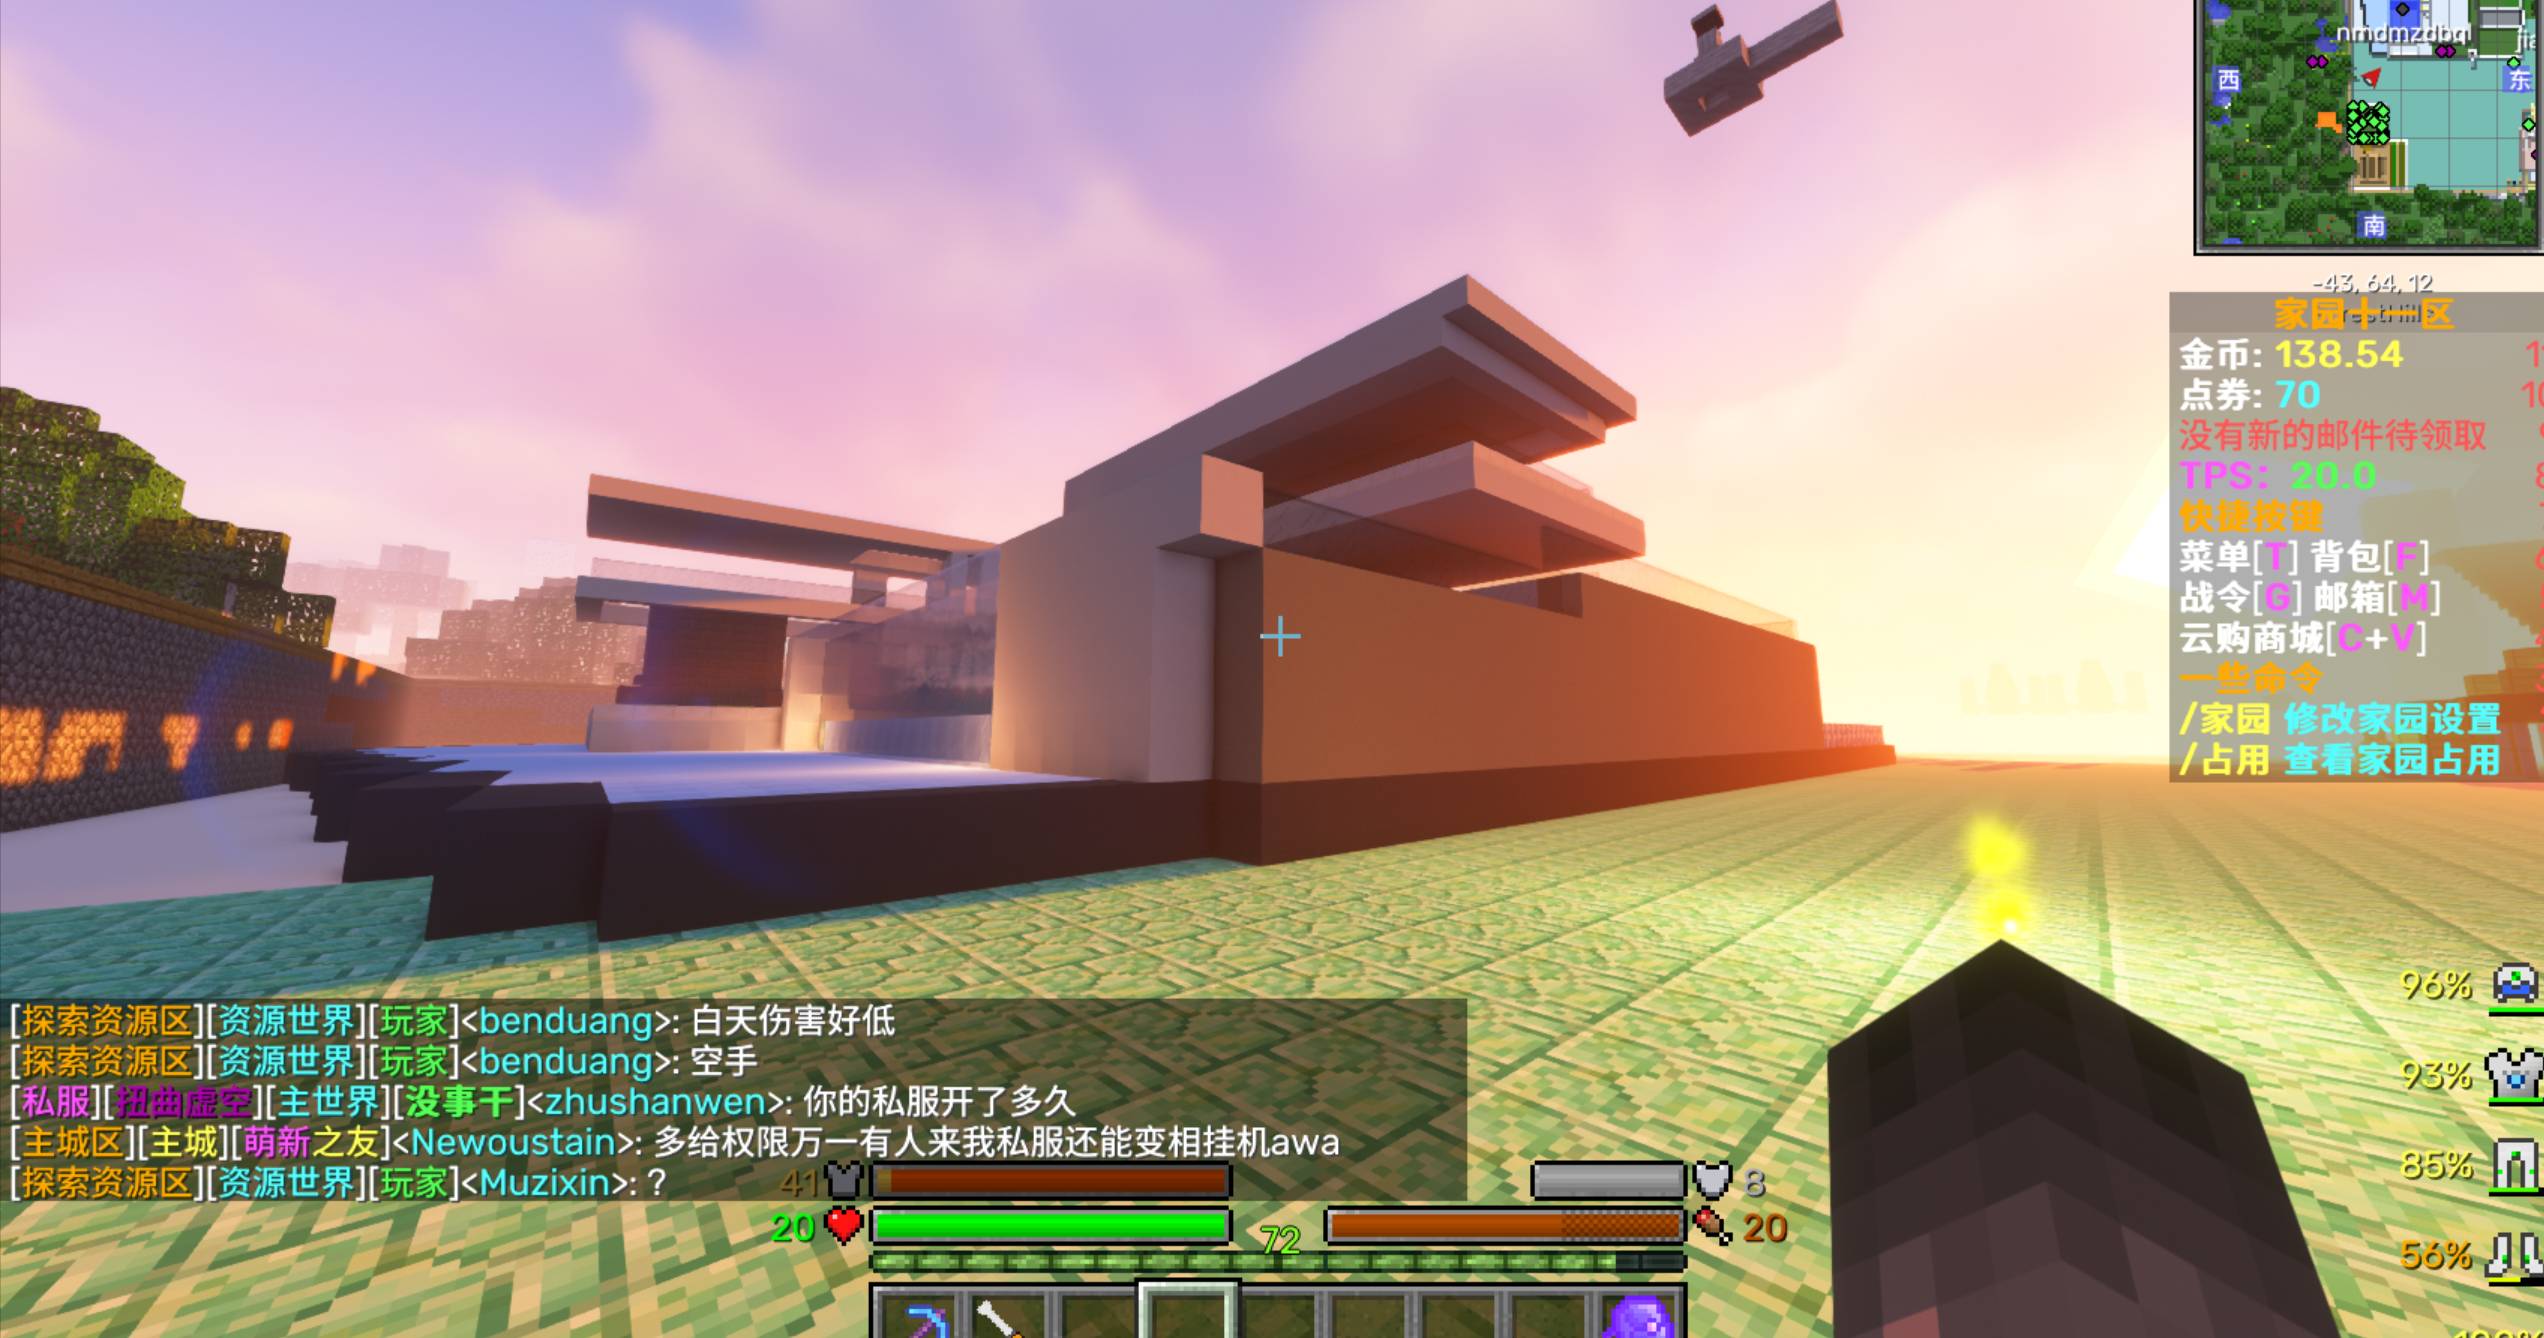 nmdmzdbql
jia
西
东
南
-43, 64, 12
家园十一区
金币: 138.54
点券: 70
没有新的邮件待领取
TPS: 20.0
快捷按键
菜单[T] 背包[F]
战令[G] 邮箱[M]
云购商城[C+V]
一些命令
/家园 修改家园设置
/占用 查看家园占用
96%
93%
85%
56%
[探索资源区][资源世界][玩家]<benduang>: 白天伤害好低
[探索资源区][资源世界][玩家]<benduang>: 空手
[私服][扭曲虚空][主世界][没事干]<zhushanwen>: 你的私服开了多久
[主城区][主城][萌新之友]<Newoustain>: 多给权限万一有人来我私服还能变相挂机awa
[探索资源区][资源世界][玩家]<Muzixin>: ?
41
8
20
72
20